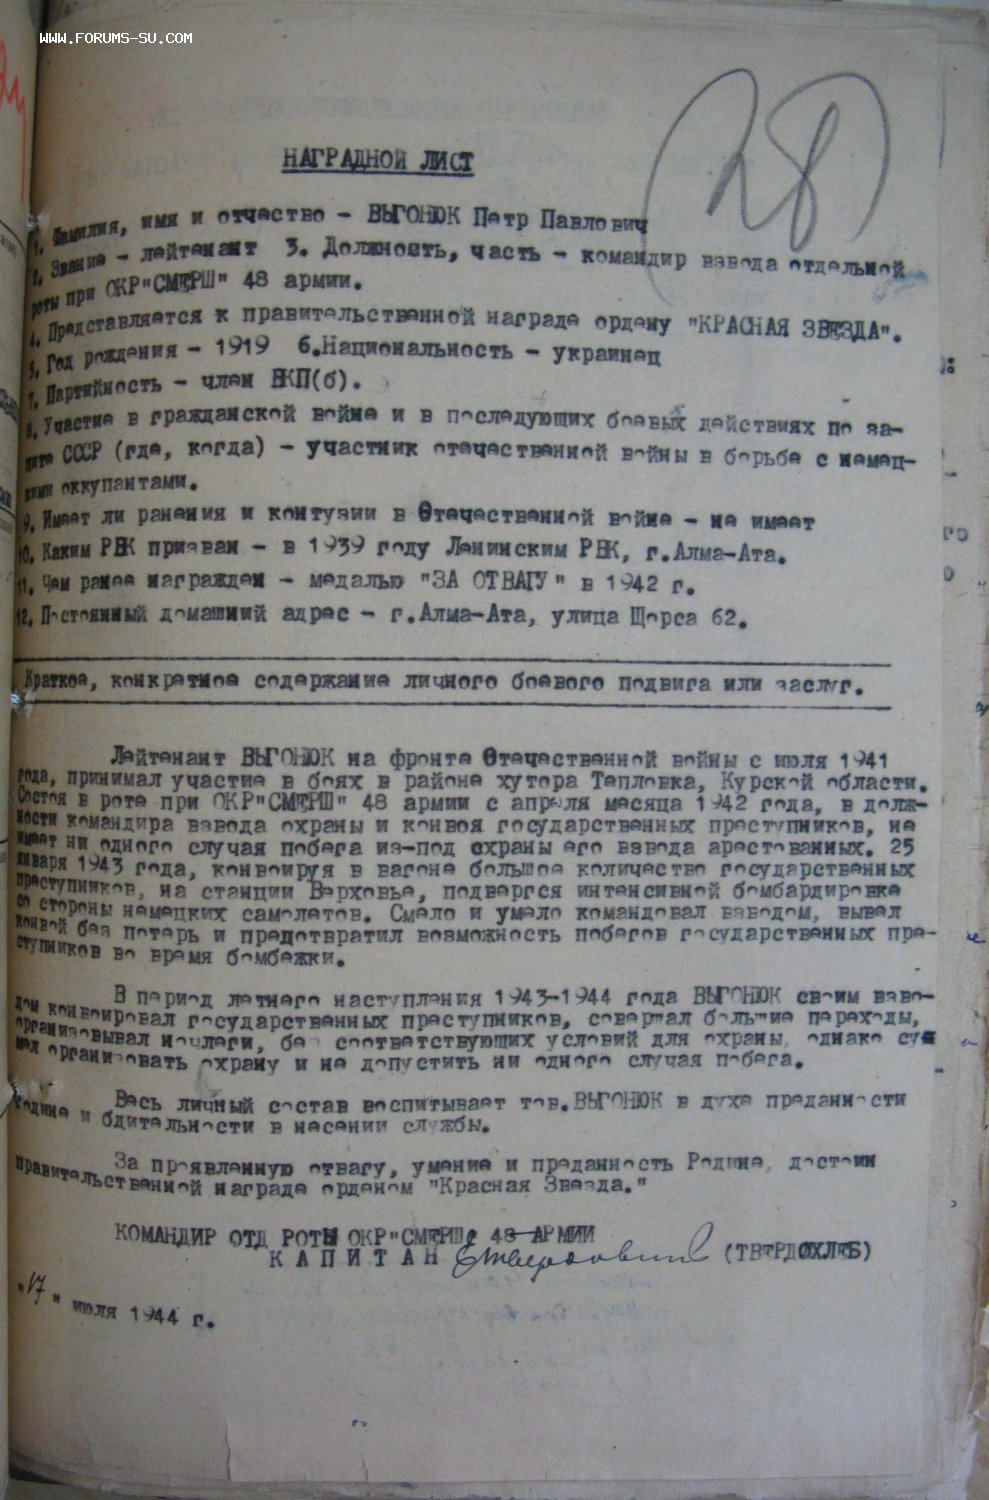 WWW.FORUMS-SU.COM
28
НАГРАДНОЙ ЛИСТ
1. Фамилия, имя и отчество - ВЫГОНЮК Петр Павлович
2. Звание - лейтенант 3. Должность, часть - командир взвода отдельной
роты при ОКР"СМЕРШ" 48 армии.
4. Представляется к правительственной награде ордену "КРАСНАЯ ЗВЕЗДА".
5. Год рождения - 1919 6.Национальность - украинец
7. Партийность - член ВКП(б).
8. Участие в гражданской войне и в последующих боевых действиях по за-
щите СССР (где, когда) - участник отечественной войны в борьбе с немец-
кими оккупантами.
9. Имеет ли ранения и контузии в Отечественной войне - не имеет
10. Каким РВК призван - в 1939 году Ленинским РВК, г.Алма-Ата.
11. Чем ранее награжден - медалью "ЗА ОТВАГУ" в 1942 г.
12. Постоянный домашний адрес - г.Алма-Ата, улица Щорса 62.
Краткое, конкретное содержание личного боевого подвига или заслуг.
Лейтенант ВЫГОНЮК на фронте Отечественной войны с июля 1941
года, принимал участие в боях в районе хутора Тепловка, Курской области.
Состоя в роте при ОКР"СМЕРШ" 48 армии с апреля месяца 1942 года, в долж-
ности командира взвода охраны и конвоя государственных преступников, не
имеет ни одного случая побега из-под охраны его взвода арестованных. 25
января 1943 года, конвоируя в вагоне большое количество государственных
преступников, на станции Верховье, подвергся интенсивной бомбардировке
со стороны немецких самолетов. Смело и умело командовал взводом, вывел
конвой без потерь и предотвратил возможность побегов государственных пре-
ступников во время бомбежки.
В период летнего наступления 1943-1944 года ВЫГОНЮК своим взво-
дом конвоировал государственных преступников, совершал большие переходы,
организовывал ночлеги, без соответствующих условий для охраны, однако су
мел организовать охрану и не допустить ни одного случая побега.
Весь личный состав воспитывает тов.ВЫГОНЮК в духе преданности
Родине и бдительности в несении службы.
За проявленную отвагу, умение и преданность Родине, достоин
правительственной награде орденом "Красная Звезда."
КОМАНДИР ОТД РОТЫ ОКР"СМЕРШ" 48 АРМИИ
КАПИТАН (ТВЕРДОХЛЕБ)
"17" июля 1944 г.